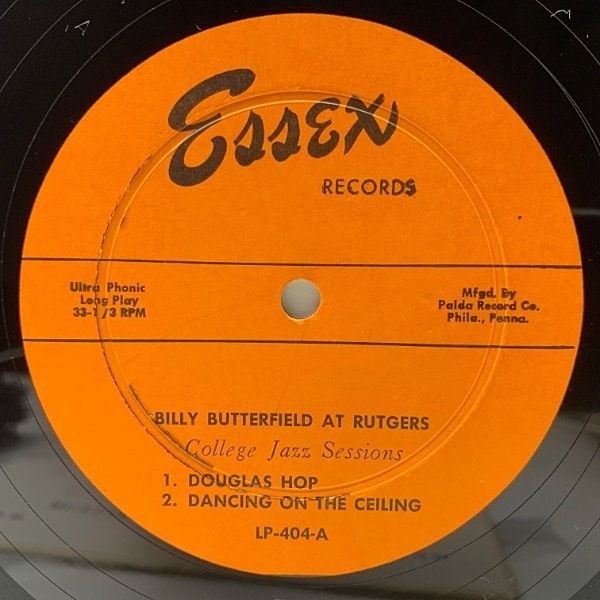 Essex
RECORDS
Ultra Phonic
Long Play
33-1/3 RPM
Mfgd. By
Palda Record Co.
Phila., Penna.
BILLY BUTTERFIELD AT RUTGERS
College Jazz Sessions
1. DOUGLAS HOP
2. DANCING ON THE CEILING
LP-404-A